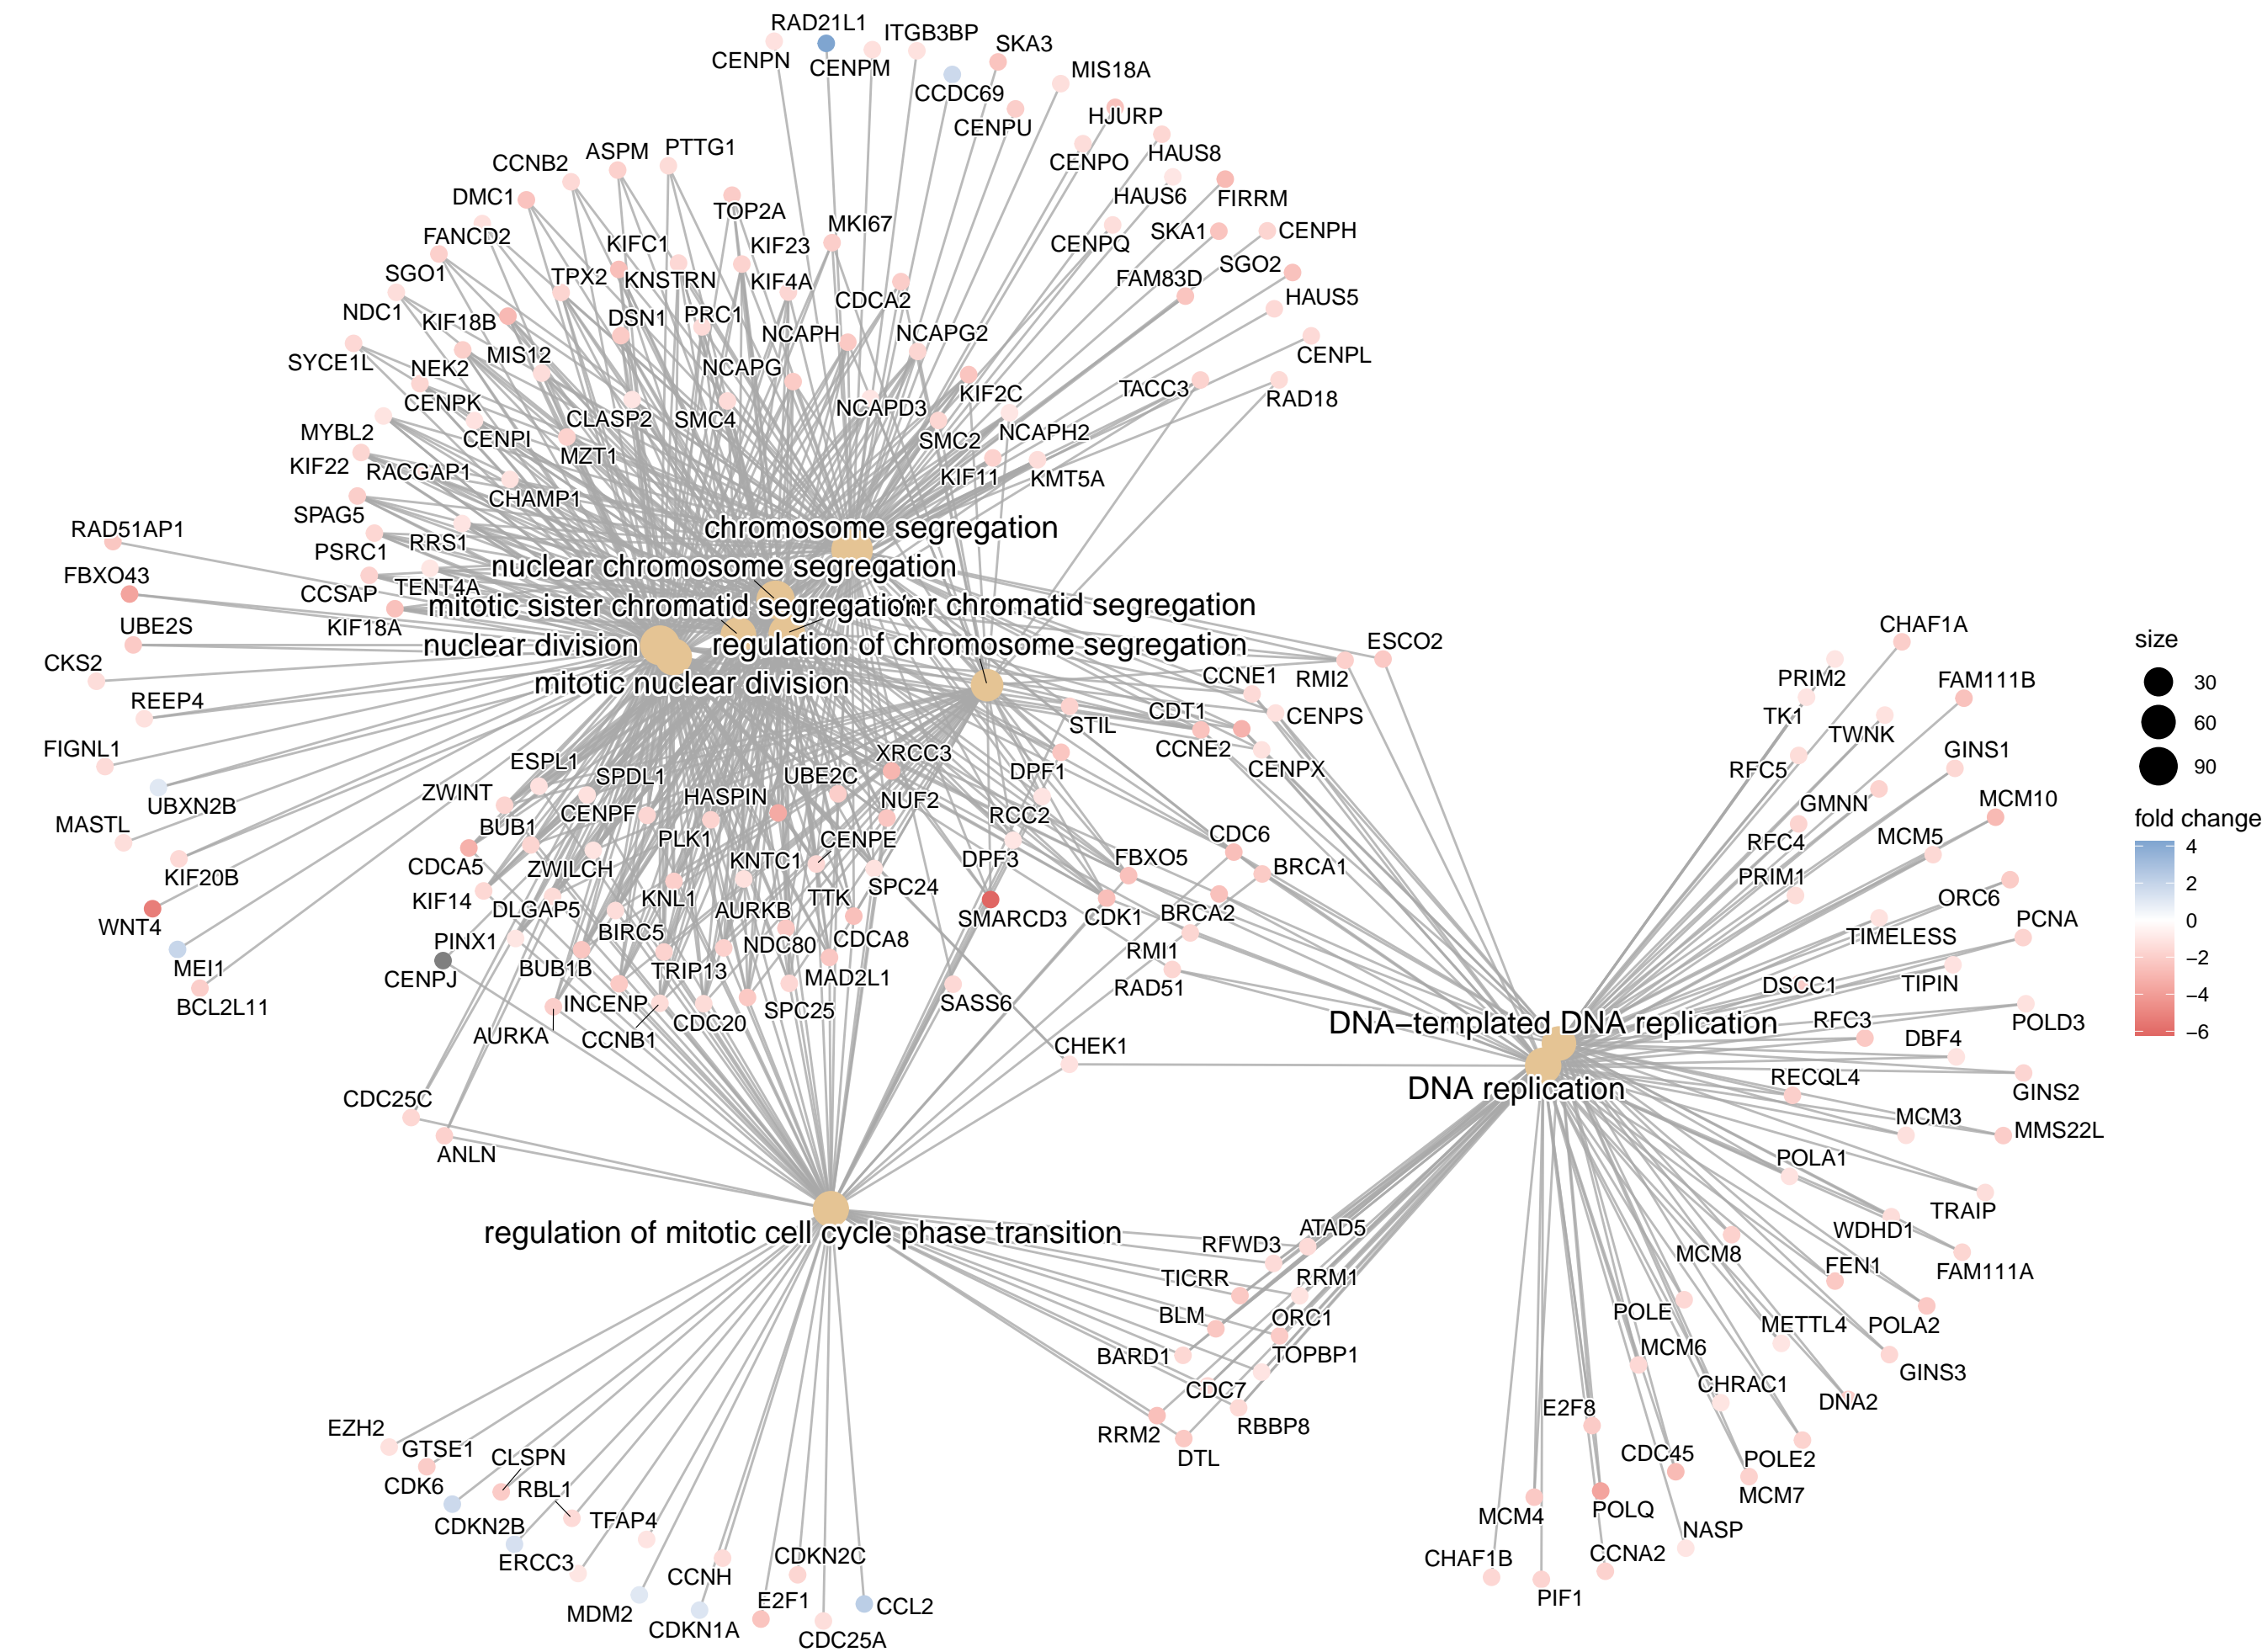 RAD21L1
ITGB3BP
SKA3
CENPN
CENPM
MIS18A
CCDC69
HJURP
CENPU
PTTG1
ASPM
CCNB2
CENPO
HAUS8
DMC1
HAUS6
FIRRM
TOP2A
MKI67
FANCD2
KIFC1
KIF23
CENPQ
SKA1
CENPH
SGO1
TPX2
KNSTRN
KIF4A
FAM83D
SGO2
CDCA2
HAUS5
NDC1
KIF18B
DSN1
PRC1
NCAPH
NCAPG2
SYCE1L
NEK2
MIS12
NCAPG
CENPL
TACC3
KIF2C
RAD18
CENPK
CLASP2
SMC4
NCAPD3
MYBL2
CENPI
SMC2
NCAPH2
KIF22
RACGAP1
MZT1
KIF11
KMT5A
CHAMP1
SPAG5
RAD51AP1
chromosome segregation
PSRC1
RRS1
nuclear chromosome segregation
FBXO43
CCSAP
TENT4A
mitotic sister chromatid segregation
er chromatid segregation
KIF18A
UBE2S
nuclear division
regulation of chromosome segregation
ESCO2
CHAF1A
CKS2
mitotic nuclear division
CCNE1
RMI2
PRIM2
FAM111B
REEP4
STIL
CDT1
CENPS
TK1
TWNK
FIGNL1
ESPL1
SPDL1
UBE2C
XRCC3
DPF1
CCNE2
CENPX
RFC5
GINS1
UBXN2B
ZWINT
CENPF
HASPIN
NUF2
RCC2
GMNN
MCM10
MASTL
BUB1
PLK1
CENPE
CDC6
RFC4
MCM5
KIF20B
CDCA5
ZWILCH
KNTC1
DPF3
FBXO5
BRCA1
PRIM1
KIF14
DLGAP5
KNL1
AURKB
TTK
SPC24
SMARCD3
CDK1
BRCA2
ORC6
PCNA
WNT4
PINX1
BIRC5
NDC80
CDCA8
RMI1
TIMELESS
MEI1
CENPJ
BUB1B
TRIP13
MAD2L1
RAD51
DSCC1
TIPIN
BCL2L11
INCENP
CDC20
SPC25
SASS6
DNA−templated DNA replication
RFC3
POLD3
AURKA
CCNB1
CHEK1
DBF4
CDC25C
DNA replication
RECQL4
GINS2
MCM3
MMS22L
ANLN
POLA1
TRAIP
regulation of mitotic cell cycle phase transition
RFWD3
ATAD5
MCM8
WDHD1
TICRR
RRM1
FEN1
FAM111A
BLM
ORC1
POLE
METTL4
POLA2
BARD1
TOPBP1
MCM6
GINS3
CDC7
CHRAC1
DNA2
EZH2
GTSE1
RRM2
RBBP8
E2F8
CLSPN
DTL
CDC45
POLE2
CDK6
RBL1
MCM7
CDKN2B
TFAP4
MCM4
POLQ
NASP
ERCC3
CCNH
CDKN2C
CHAF1B
CCNA2
MDM2
E2F1
CCL2
PIF1
CDKN1A
CDC25A
size
30
60
90
fold change
4
2
0
−2
−4
−6